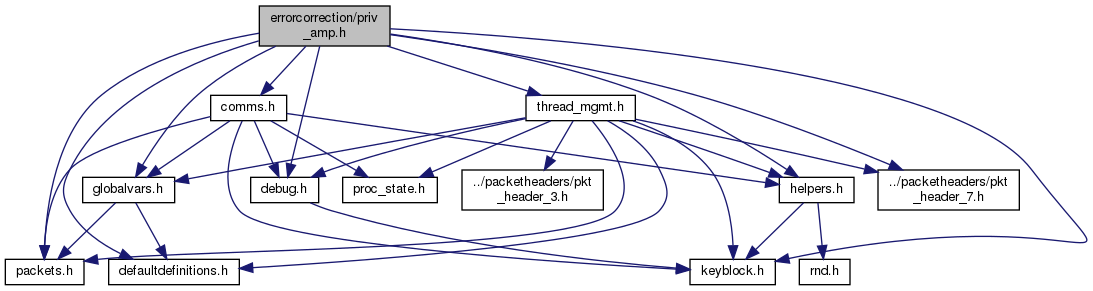 errorcorrection/priv
_amp.h
comms.h
thread_mgmt.h
globalvars.h
debug.h
proc_state.h
../packetheaders/pkt
_header_3.h
helpers.h
../packetheaders/pkt
_header_7.h
packets.h
defaultdefinitions.h
keyblock.h
rnd.h